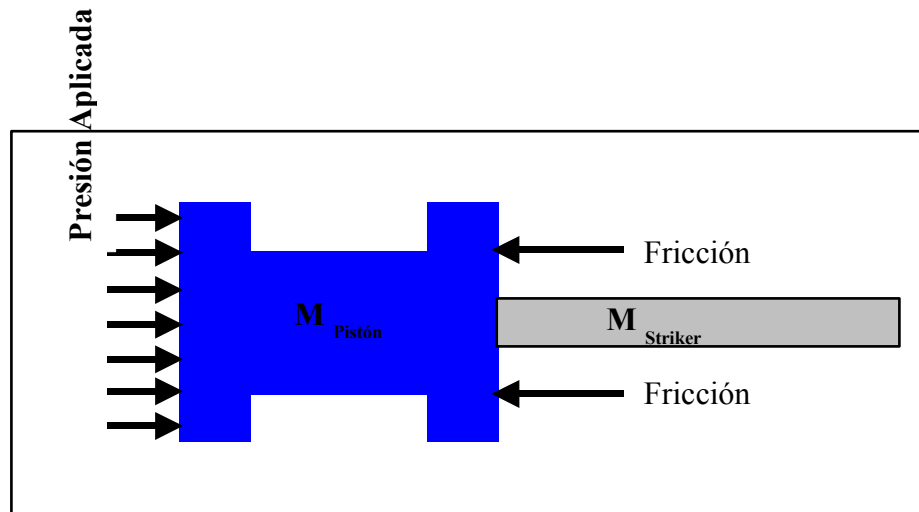 Presión Aplicada
Fricción
M Pistón
M Striker
Fricción